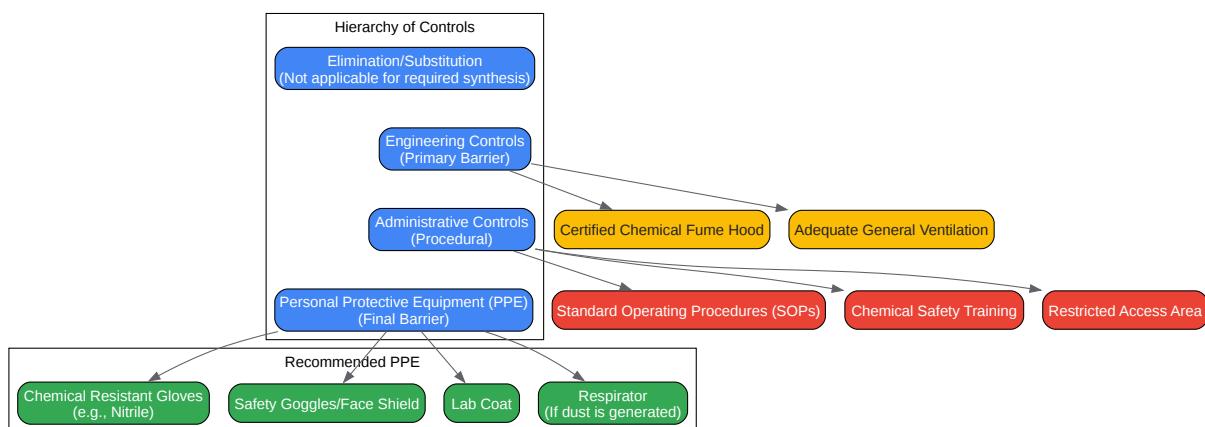 Hierarchy of Controls
Elimination/Substitution
(Not applicable for required synthesis)
Engineering Controls
(Primary Barrier)
Certified Chemical Fume Hood
Adequate General Ventilation
Administrative Controls
(Procedural)
Standard Operating Procedures (SOPs)
Chemical Safety Training
Restricted Access Area
Personal Protective Equipment (PPE)
(Final Barrier)
Recommended PPE
Chemical Resistant Gloves
(e.g., Nitrile)
Safety Goggles/Face Shield
Lab Coat
Respirator
(If dust is generated)